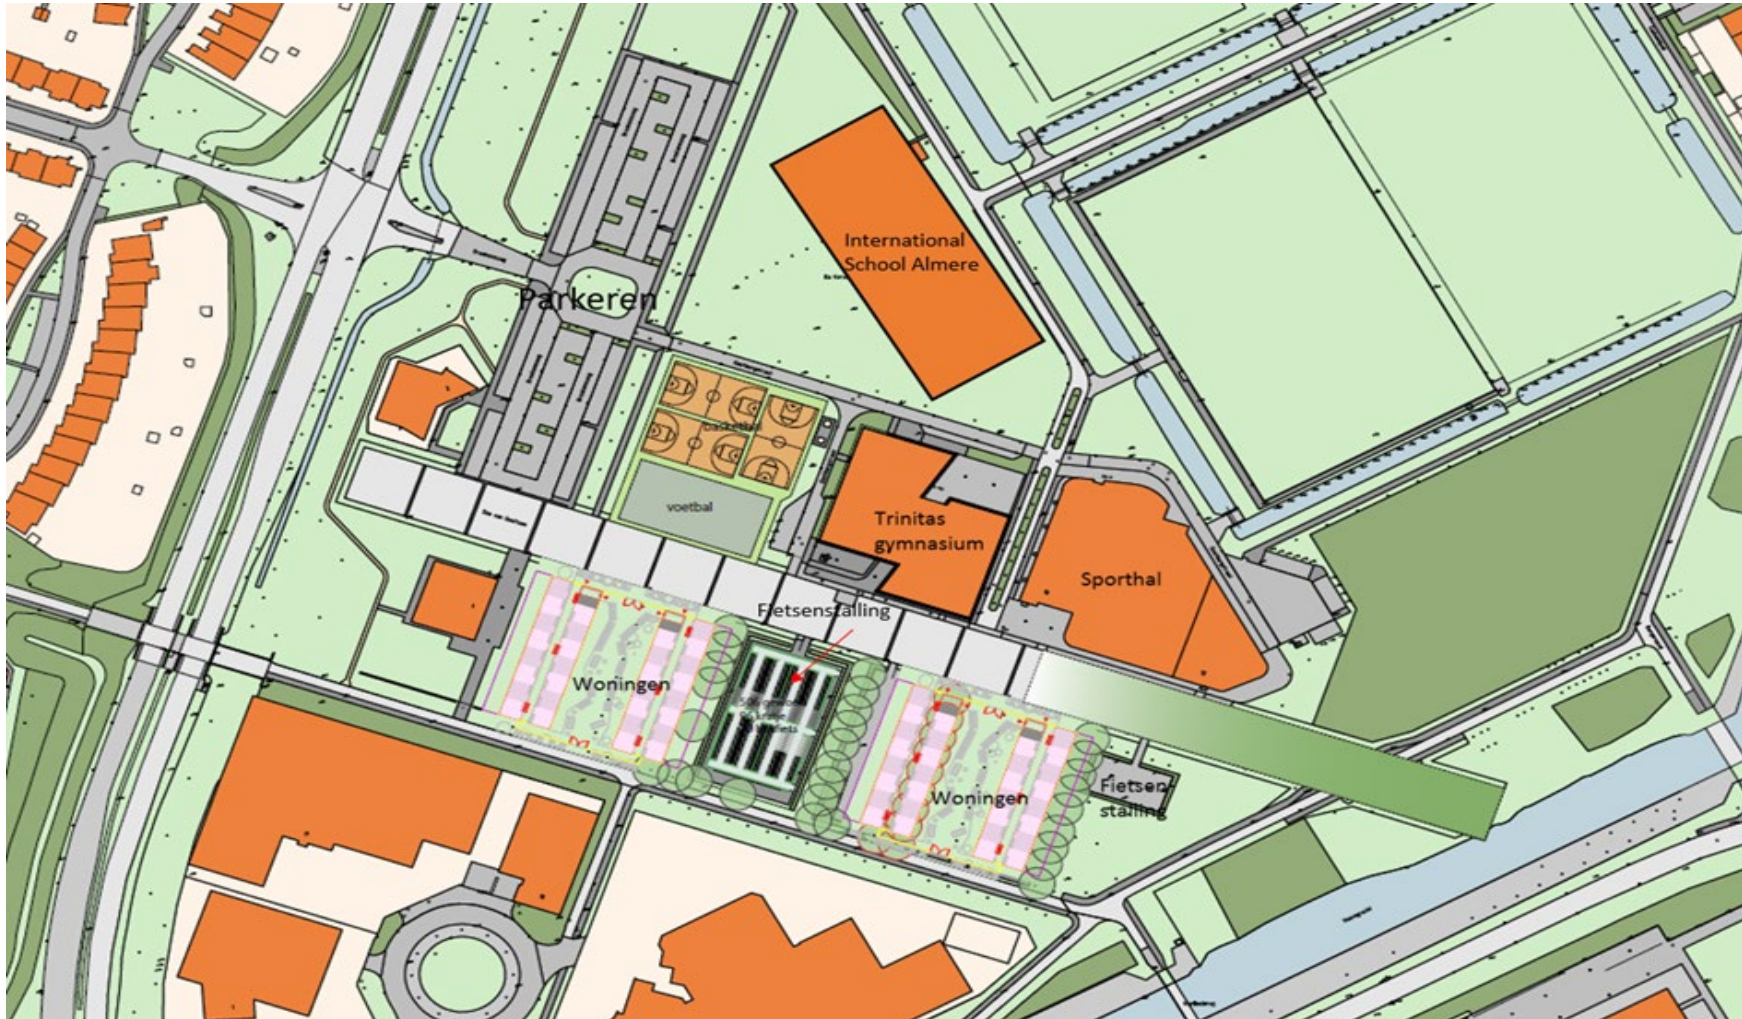 International
School Almere
Parkeren
basketbal
voetbal
Trinitas
gymnasium
Sporthal
Fietsenstalling
Woningen
Woningen
Fietsen
stalling